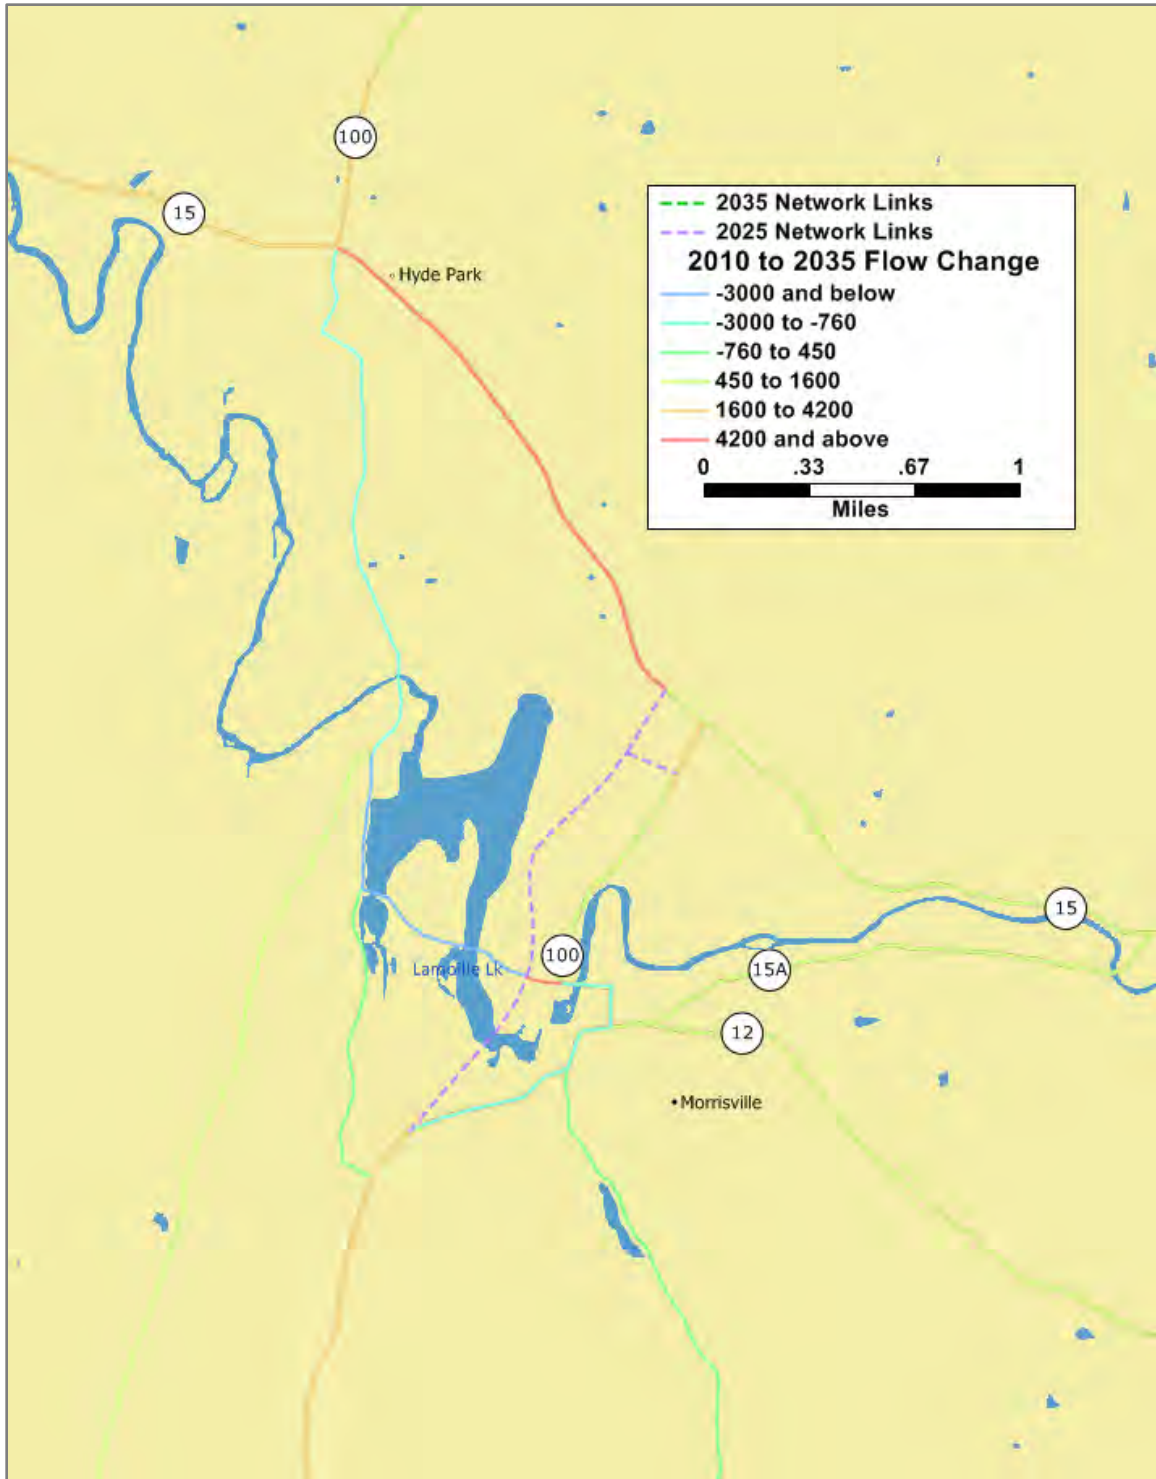 100
15
Hyde Park
2035 Network Links
2025 Network Links
2010 to 2035 Flow Change
-3000 and below
-3000 to -760
-760 to 450
450 to 1600
1600 to 4200
4200 and above
0 .33 .67 1
Miles
15
100
Lamoille Lk
15A
12
Morrisville